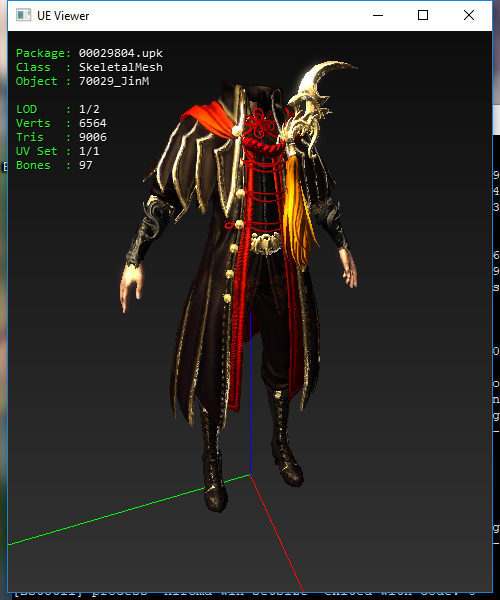 UE Viewer
Package: 00029804.upk
Class : SkeletalMesh
Object : 70029_JinM
LOD : 1/2
Verts : 6564
Tris : 9006
UV Set : 1/1
Bones : 97